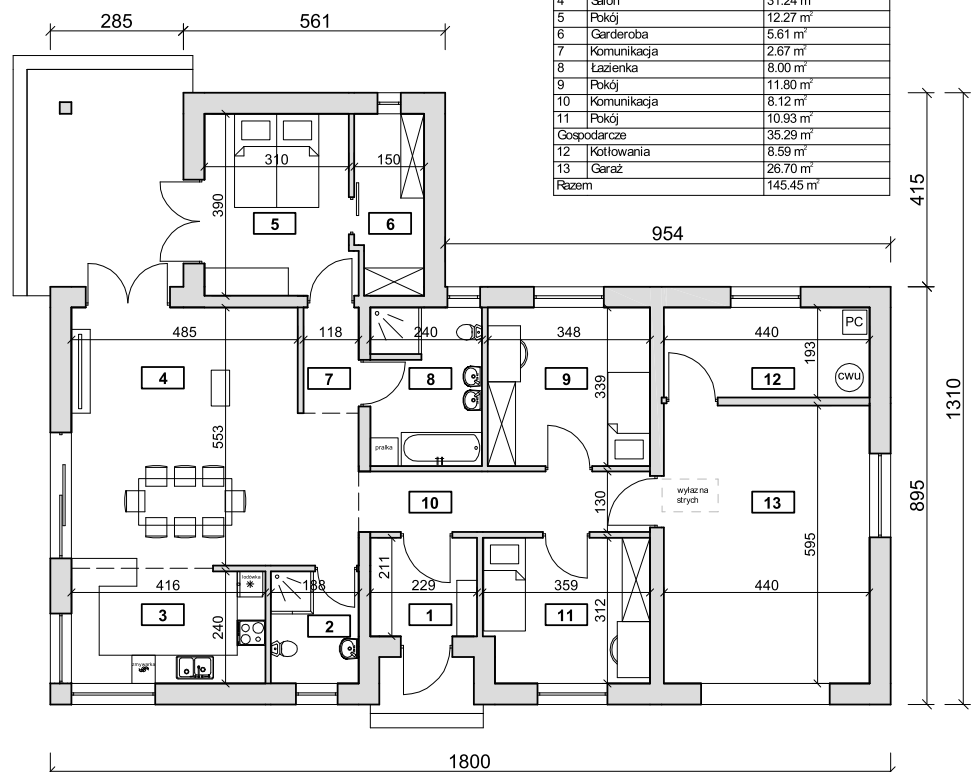 4 Salon 31.24 m²
5 Pokój 12.27 m²
6 Garderoba 5.61 m²
7 Komunikacja 2.67 m²
8 Łazienka 8.00 m²
9 Pokój 11.80 m²
10 Komunikacja 8.12 m²
11 Pokój 10.93 m²
Gospodarcze 35.29 m²
12 Kotłowania 8.59 m²
13 Garaż 26.70 m²
Razem 145.45 m²
285 561
415
954
310 150
390
5 6
485 118 240 348 440
PC
193
4 7 8 9 12
cwu
339
1310
553
pralka
10
130
wyłaz na
strych
13
895
595
211
lodówka
416 188 229 359 440
3 2 1 11
240
312
zmywarka
1800